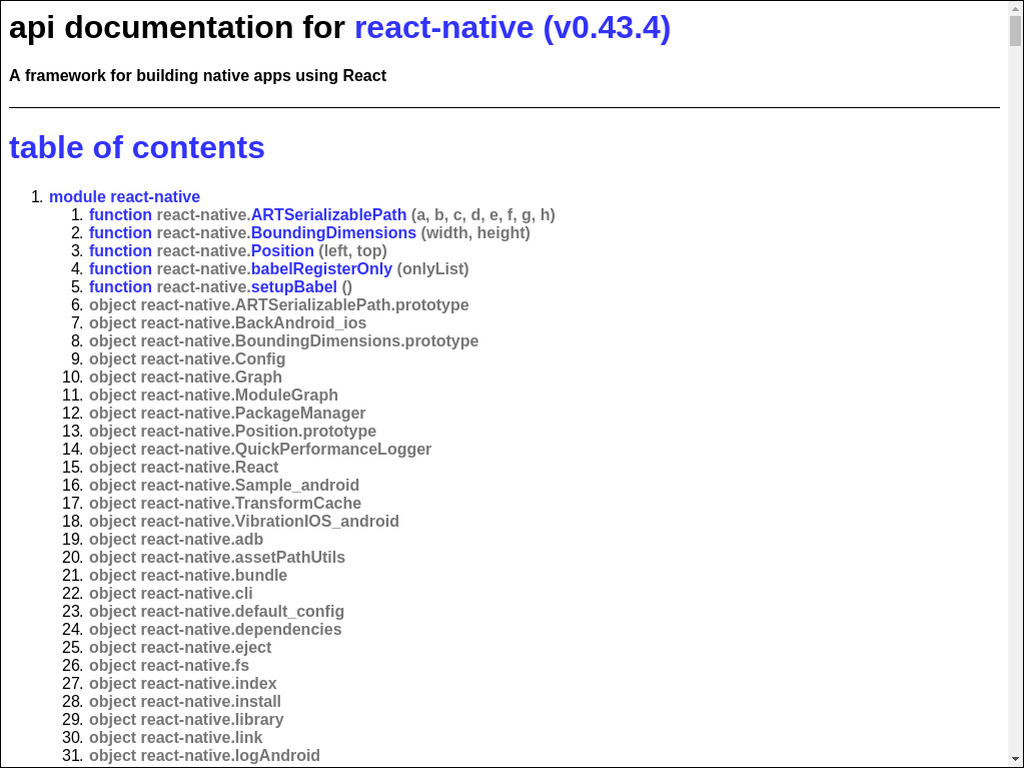 api documentation for react-native (v0.43.4)
A framework for building native apps using React
table of contents
1. module react-native
1. function react-native.ARTSerializablePath (a, b, c, d, e, f, g, h)
2. function react-native.BoundingDimensions (width, height)
3. function react-native.Position (left, top)
4. function react-native.babelRegisterOnly (onlyList)
5. function react-native.setupBabel ()
6. object react-native.ARTSerializablePath.prototype
7. object react-native.BackAndroid_ios
8. object react-native.BoundingDimensions.prototype
9. object react-native.Config
10. object react-native.Graph
11. object react-native.ModuleGraph
12. object react-native.PackageManager
13. object react-native.Position.prototype
14. object react-native.QuickPerformanceLogger
15. object react-native.React
16. object react-native.Sample_android
17. object react-native.TransformCache
18. object react-native.VibrationIOS_android
19. object react-native.adb
20. object react-native.assetPathUtils
21. object react-native.bundle
22. object react-native.cli
23. object react-native.default_config
24. object react-native.dependencies
25. object react-native.eject
26. object react-native.fs
27. object react-native.index
28. object react-native.install
29. object react-native.library
30. object react-native.link
31. object react-native.logAndroid